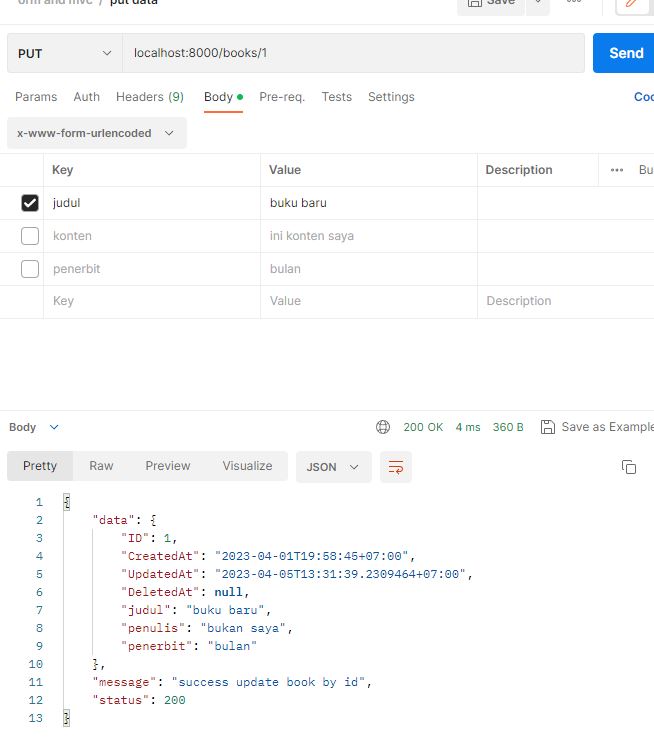 form and mvc / put data
Save
PUT localhost:8000/books/1 Send
Params Auth Headers (9) Body Pre-req. Tests Settings
x-www-form-urlencoded
Key Value Description
judul buku baru
konten ini konten saya
penerbit bulan
Key Value Description
Body 200 OK 4 ms 360 B Save as Example
Pretty Raw Preview Visualize JSON
1 {
2 "data": {
3 "ID": 1,
4 "CreatedAt": "2023-04-01T19:58:45+07:00",
5 "UpdatedAt": "2023-04-05T13:31:39.2309464+07:00",
6 "DeletedAt": null,
7 "judul": "buku baru",
8 "penulis": "bukan saya",
9 "penerbit": "bulan"
10 },
11 "message": "success update book by id",
12 "status": 200
13 }